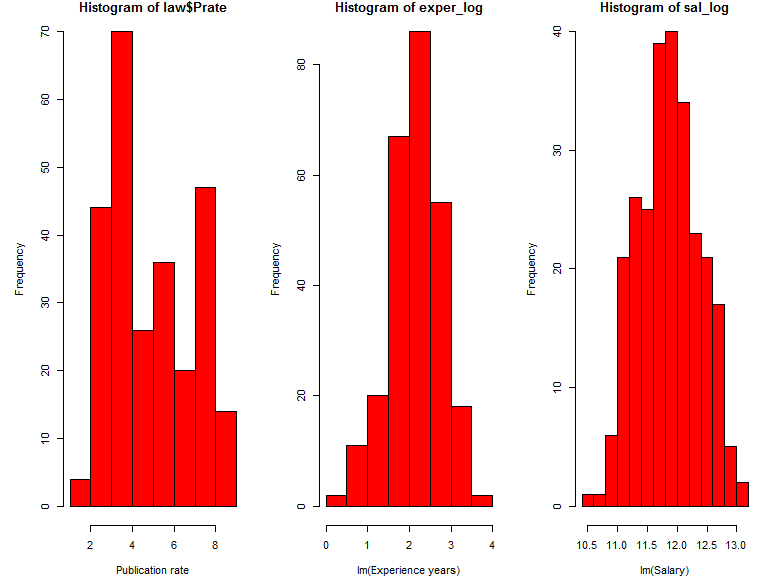 Histogram of law$Prate
Frequency
0 10 20 30 40 50 60 70
2 4 6 8
Publication rate
Histogram of exper_log
Frequency
0 20 40 60 80
0 1 2 3 4
lm(Experience years)
Histogram of sal_log
Frequency
0 10 20 30 40
10.5 11.0 11.5 12.0 12.5 13.0
lm(Salary)